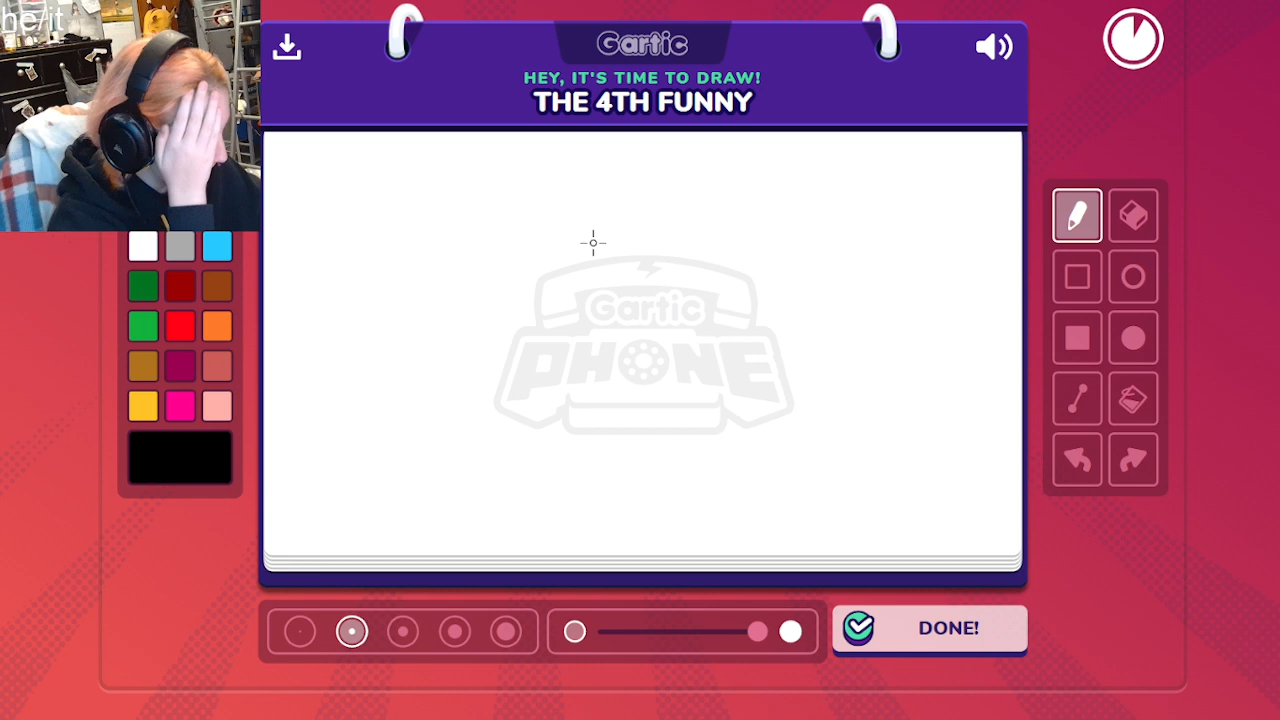 he/it
Gartic
HEY, IT'S TIME TO DRAW!
THE 4TH FUNNY
Gartic
PHONE
DONE!